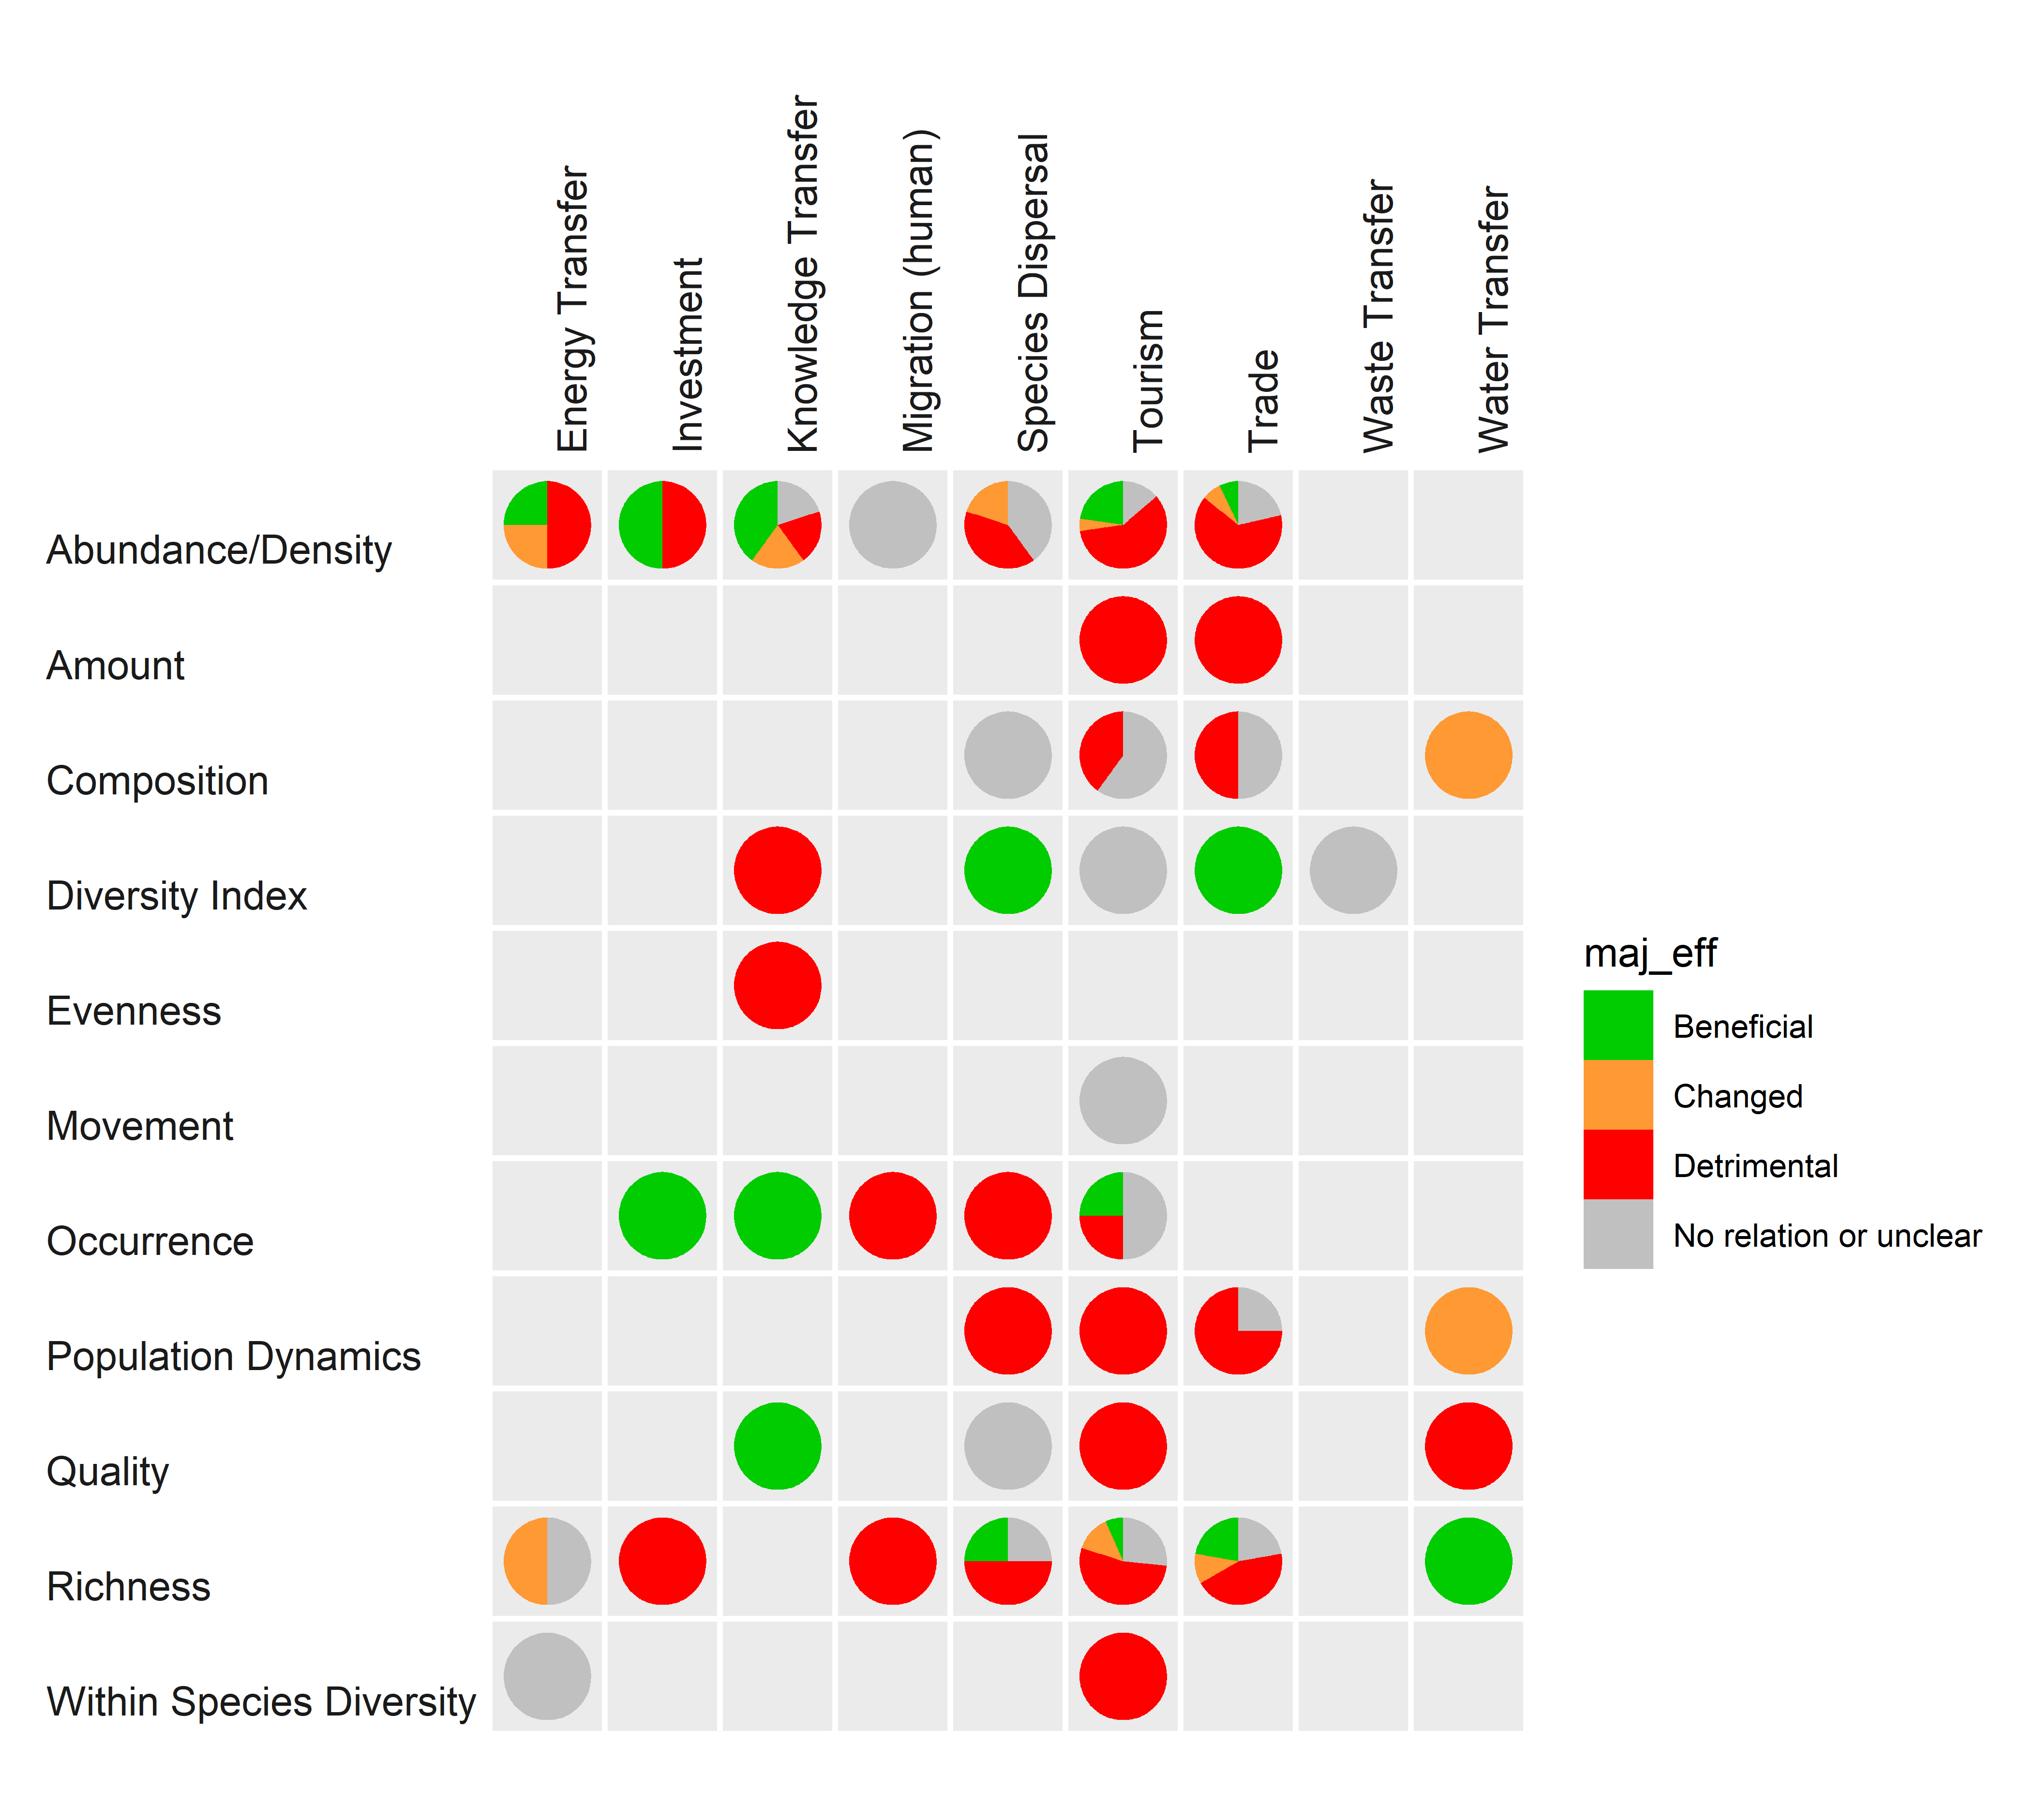 Energy Transfer
Investment
Knowledge Transfer
Migration (human)
Species Dispersal
Tourism
Trade
Waste Transfer
Water Transfer
Abundance/Density
Amount
Composition
Diversity Index
Evenness
Movement
Occurrence
Population Dynamics
Quality
Richness
Within Species Diversity
maj_eff
Beneficial
Changed
Detrimental
No relation or unclear